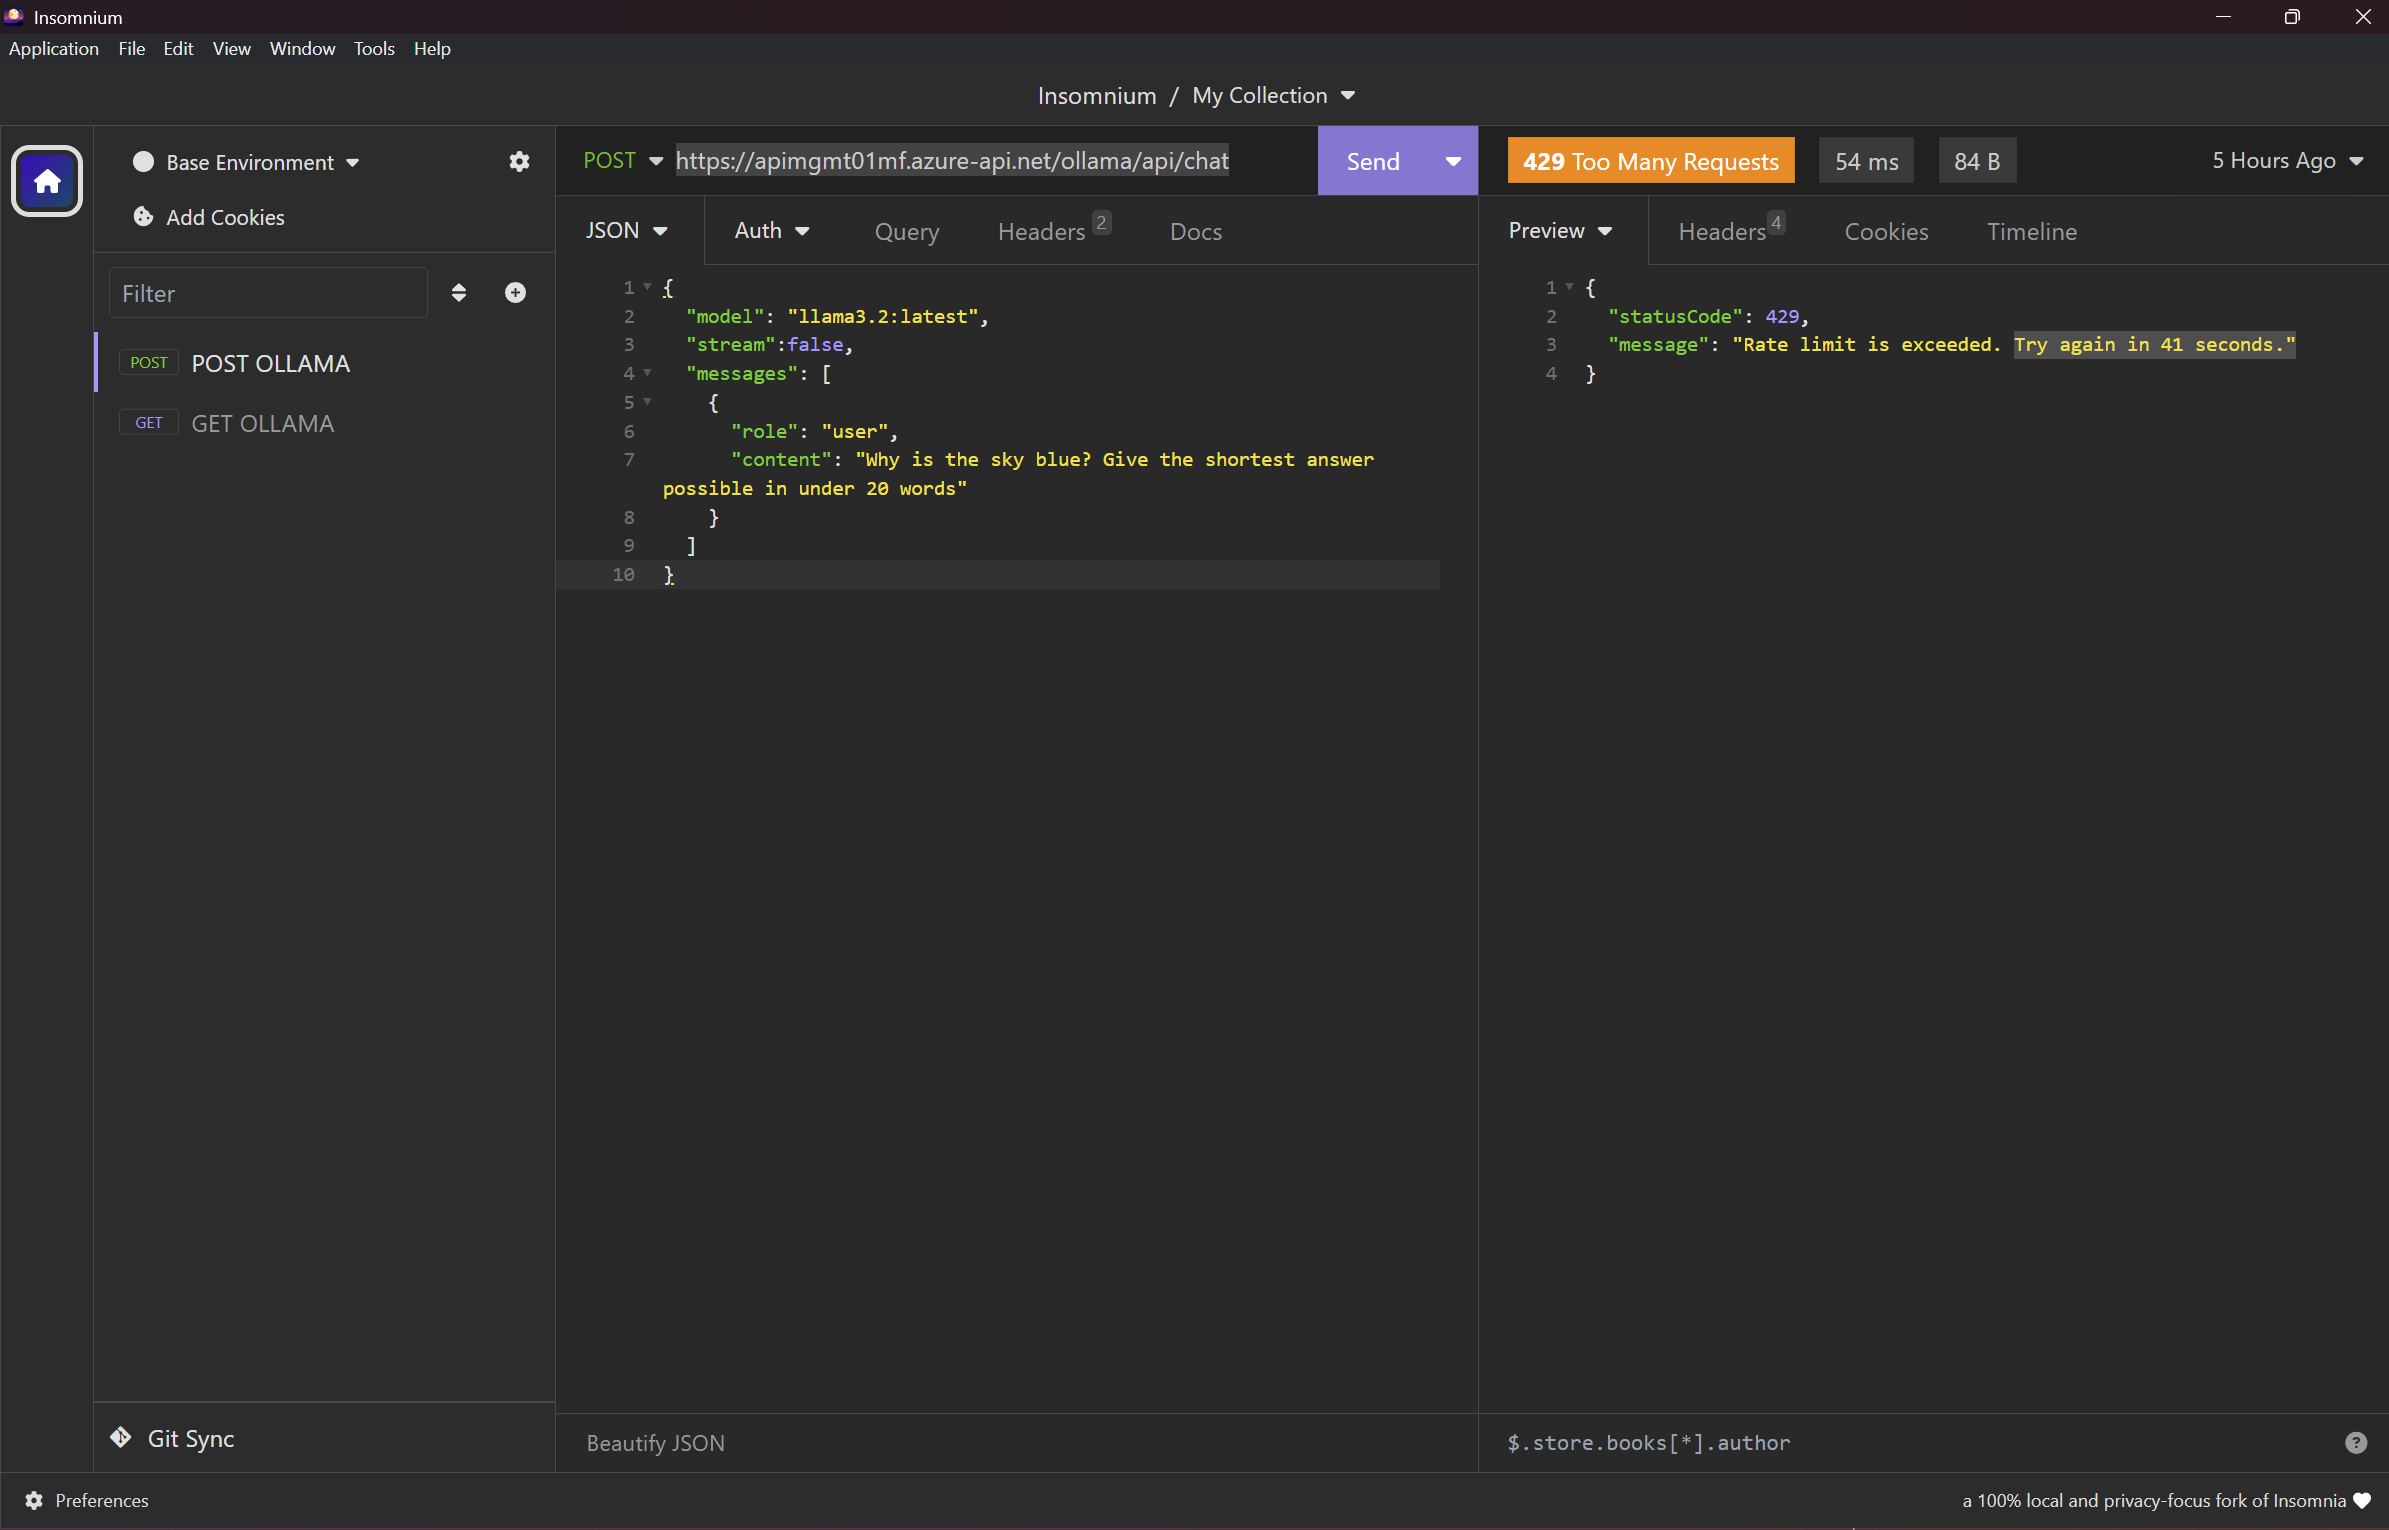 Insomnium
Application File Edit View Window Tools Help
Insomnium / My Collection
Base Environment
Add Cookies
Filter
POST POST OLLAMA
GET GET OLLAMA
Git Sync
POST https://apimgmt01mf.azure-api.net/ollama/api/chat Send
JSON Auth Query Headers 2 Docs
1 {
2 "model": "llama3.2:latest",
3 "stream":false,
4 "messages": [
5 {
6 "role": "user",
7 "content": "Why is the sky blue? Give the shortest answer
possible in under 20 words"
8 }
9 ]
10 }
Beautify JSON
429 Too Many Requests 54 ms 84 B 5 Hours Ago
Preview Headers 4 Cookies Timeline
1 {
2 "statusCode": 429,
3 "message": "Rate limit is exceeded. Try again in 41 seconds."
4 }
$.store.books[*].author
?
Preferences
a 100% local and privacy-focus fork of Insomnia